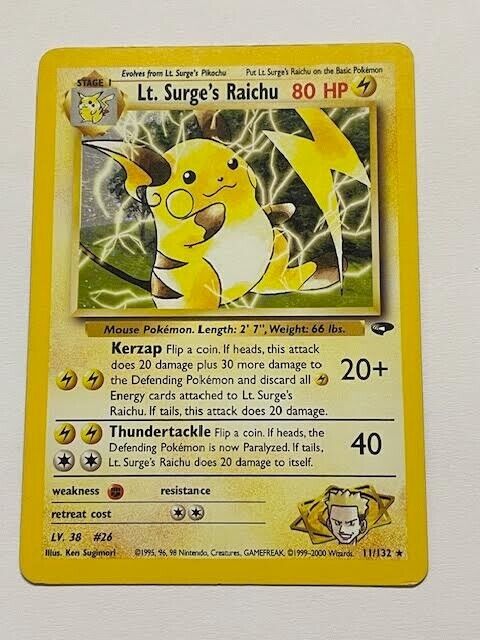 Evolves from Lt. Surge's Pikachu Put Lt. Surge's Raichu on the Basic Pokémon
STAGE 1
Lt. Surge's Raichu 80 HP
Mouse Pokémon. Length: 2' 7", Weight: 66 lbs.
Kerzap Flip a coin. If heads, this attack
does 20 damage plus 30 more damage to
the Defending Pokémon and discard all
Energy cards attached to Lt. Surge's
Raichu. If tails, this attack does 20 damage.
20+
Thundertackle Flip a coin. If heads, the
Defending Pokémon is now Paralyzed. If tails,
Lt. Surge's Raichu does 20 damage to itself.
40
weakness resistance
retreat cost
LV. 38 #26
Illus. Ken Sugimori ©1995, 96, 98 Nintendo, Creatures, GAMEFREAK. ©1999-2000 Wizards. 11/132 ★